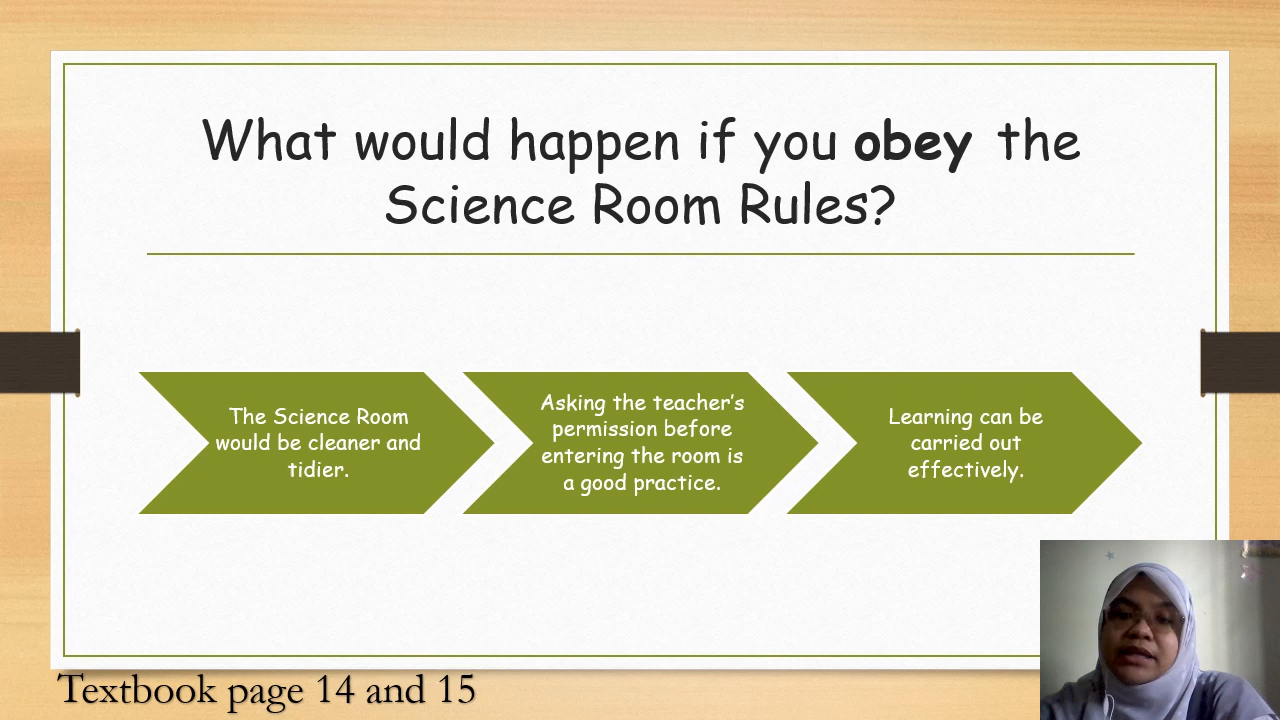 What would happen if you obey the
Science Room Rules?
The Science Room
would be cleaner and
tidier.
Asking the teacher’s
permission before
entering the room is
a good practice.
Learning can be
carried out
effectively.
Textbook page 14 and 15